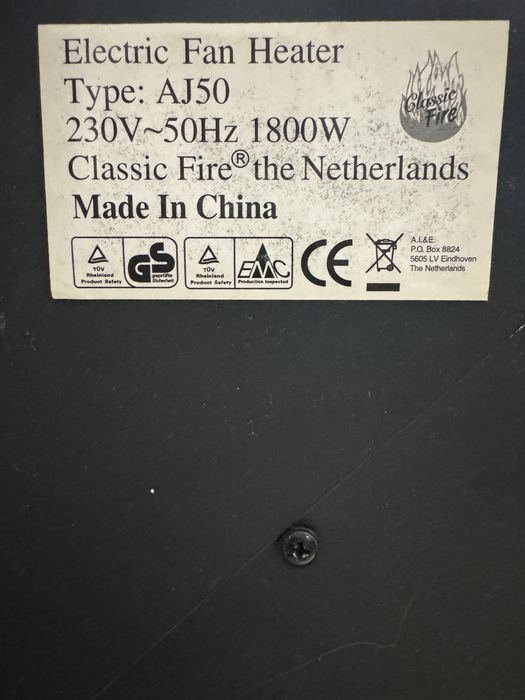 Electric Fan Heater
Type: AJ50
230V~50Hz 1800W
Classic Fire® the Netherlands
Made In China
Classic
Fire
TÜV
Rheinland
Product Safety
GS
geprüfte
Sicherheit
TÜV
Rheinland
Product Safety
EMC
Production Inspected
CE
A.I.&E.
P.O. Box 8824
5605 LV Eindhoven
The Netherlands